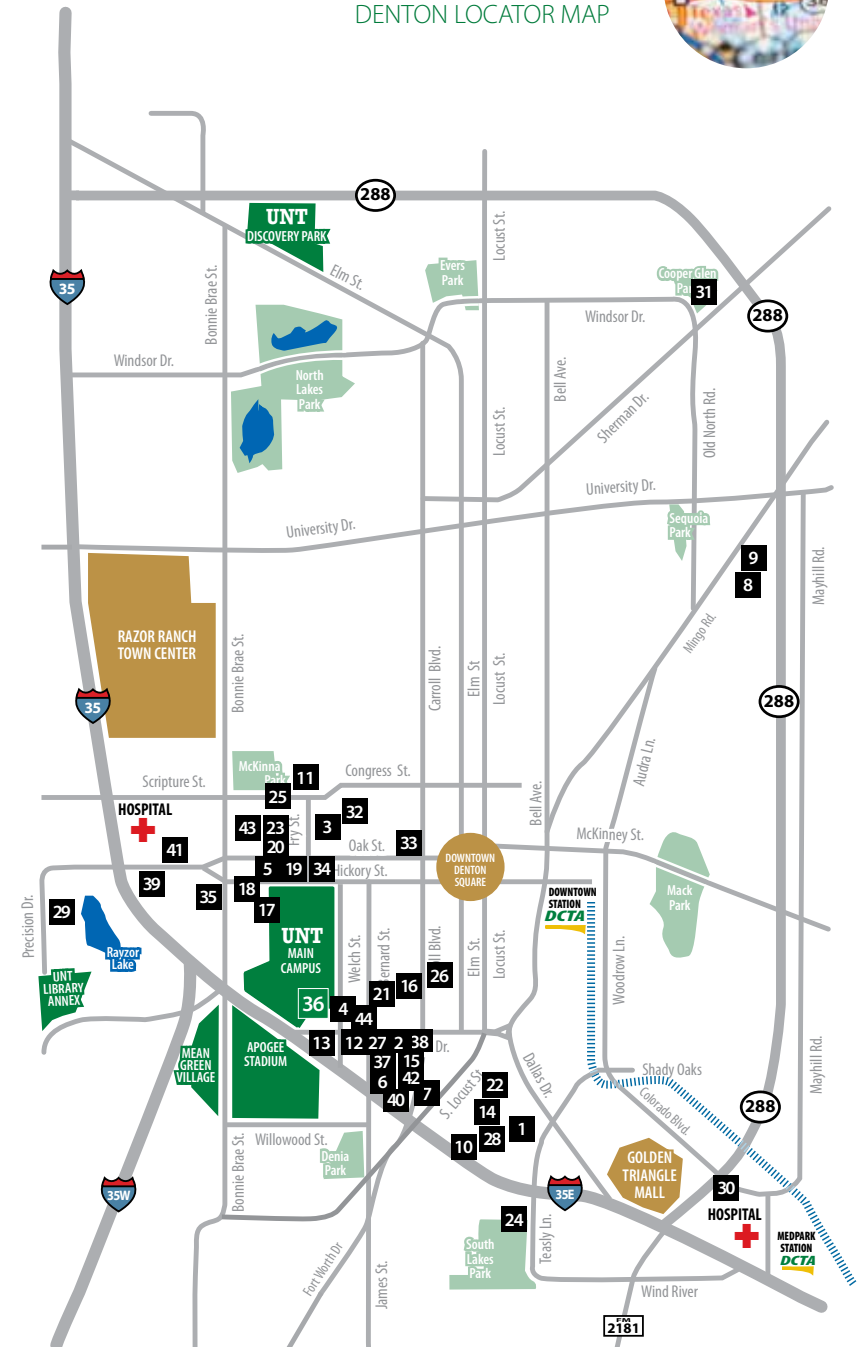 DENTON LOCATOR MAP
288
UNT
DISCOVERY PARK
Locust St.
Elm St.
Evers
Park
Cooper Glen
31
35
Bonnie Brae St.
288
Windsor Dr.
Windsor Dr.
North
Lakes
Park
Bell Ave.
Sherman Dr.
Old North Rd.
Locust St.
University Dr.
University Dr.
Sequoia
Park
9
8
Mayhill Rd.
Mingo Rd.
RAZOR RANCH
TOWN CENTER
Bonnie Brae St.
Carroll Blvd.
Elm St
Locust St.
35
288
Audra Ln.
McKinna
11
Congress St.
Scripture St.
25
HOSPITAL
32
Bell Ave.
43
23
Fry St.
3
McKinney St.
41
20
Oak St.
33
5
19
34
Hickory St.
DOWNTOWN
DENTON
SQUARE
39
35
18
17
29
Precision Dr.
Rayzor
Lake
DOWNTOWN
STATION
DCTA
Mack
Park
UNT
MAIN
CAMPUS
Welch St.
Elm St.
Locust St.
Woodrow Ln.
UNT
LIBRARY
ANNEX
26
16
21
36
4
44
13
12
27
2
38
Dr.
MEAN
GREEN
VILLAGE
APOGEE
STADIUM
37
15
6
42
40
7
S. Locust St
22
14
1
28
10
Dallas Dr.
Shady Oaks
Colorado Blvd.
Mayhill Rd.
288
Willowood St.
Denia
Park
Bonnie Brae St.
GOLDEN
TRIANGLE
MALL
35W
35E
30
HOSPITAL
24
Teasly Ln.
South
Lakes
Park
MEDPARK
STATION
DCTA
Fort Worth Dr
James St.
Wind River
FM
2181